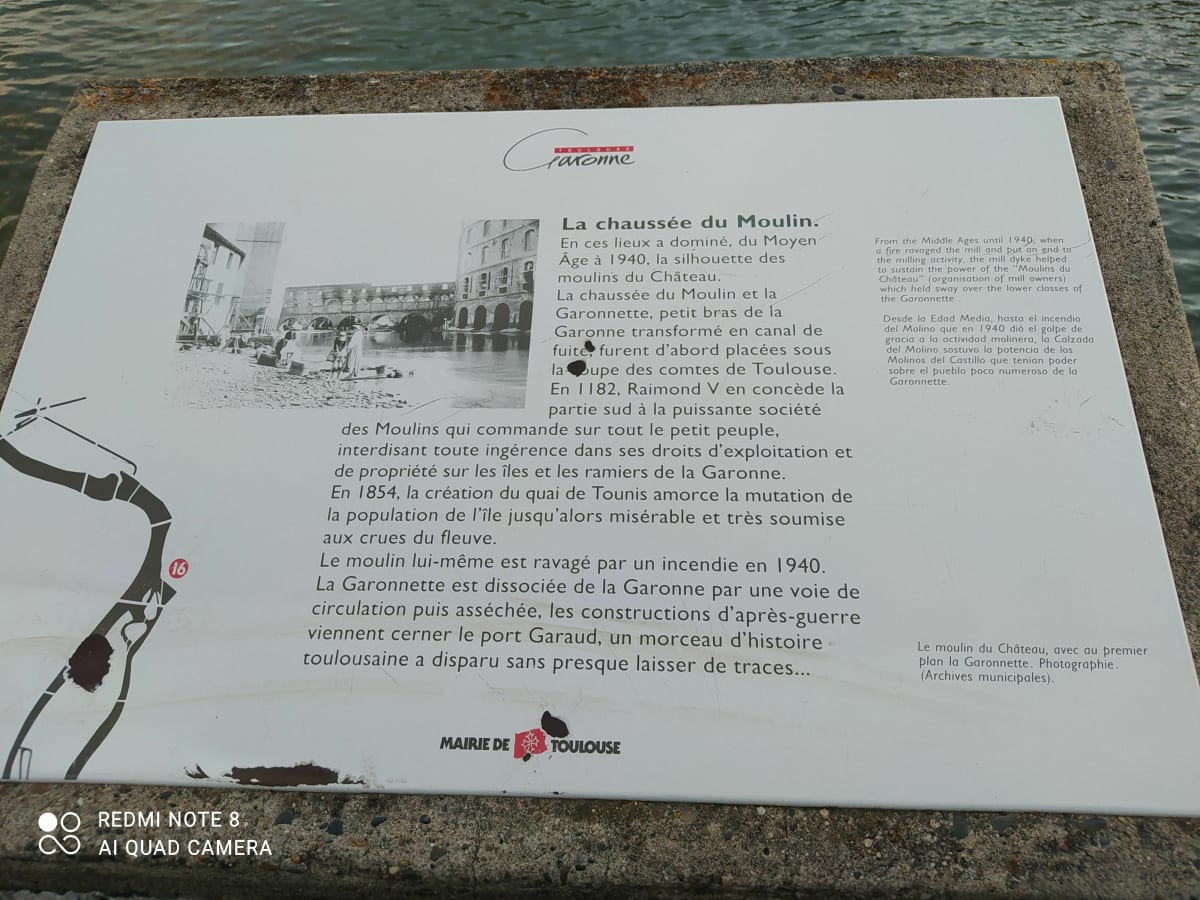 TOULOUSE
Garonne
La chaussée du Moulin.
En ces lieux a dominé, du Moyen
Âge à 1940, la silhouette des
moulins du Château.
La chaussée du Moulin et la
Garonnette, petit bras de la
Garonne transformé en canal de
fuite, furent d'abord placées sous
la oupe des comtes de Toulouse.
En 1182, Raimond V en concède la
partie sud à la puissante société
des Moulins qui commande sur tout le petit peuple,
interdisant toute ingérence dans ses droits d'exploitation et
de propriété sur les îles et les ramiers de la Garonne.
En 1854, la création du quai de Tounis amorce la mutation de
la population de l'île jusqu'alors misérable et très soumise
aux crues du fleuve.
Le moulin lui-même est ravagé par un incendie en 1940.
La Garonnette est dissociée de la Garonne par une voie de
circulation puis asséchée, les constructions d'après-guerre
viennent cerner le port Garaud, un morceau d'histoire
toulousaine a disparu sans presque laisser de traces...
From the Middle Ages until 1940, when
a fire ravaged the mill and put an end to
the milling activity, the mill dyke helped
to sustain the power of the "Moulins du
Château" (organisation of mill owners)
which held sway over the lower classes of
the Garonnette .
Desde la Edad Media, hasta el incendio
del Molino que en 1940 dió el golpe de
gracia a la actividad molinera, la Calzada
del Molino sostuvo la potencia de los
Molinos del Castillo que tenian poder
sobre el pueblo poco numeroso de la
Garonnette.
16
Le moulin du Château, avec au premier
plan la Garonnette. Photographie.
(Archives municipales).
MAIRIE DE TOULOUSE
REDMI NOTE 8
AI QUAD CAMERA